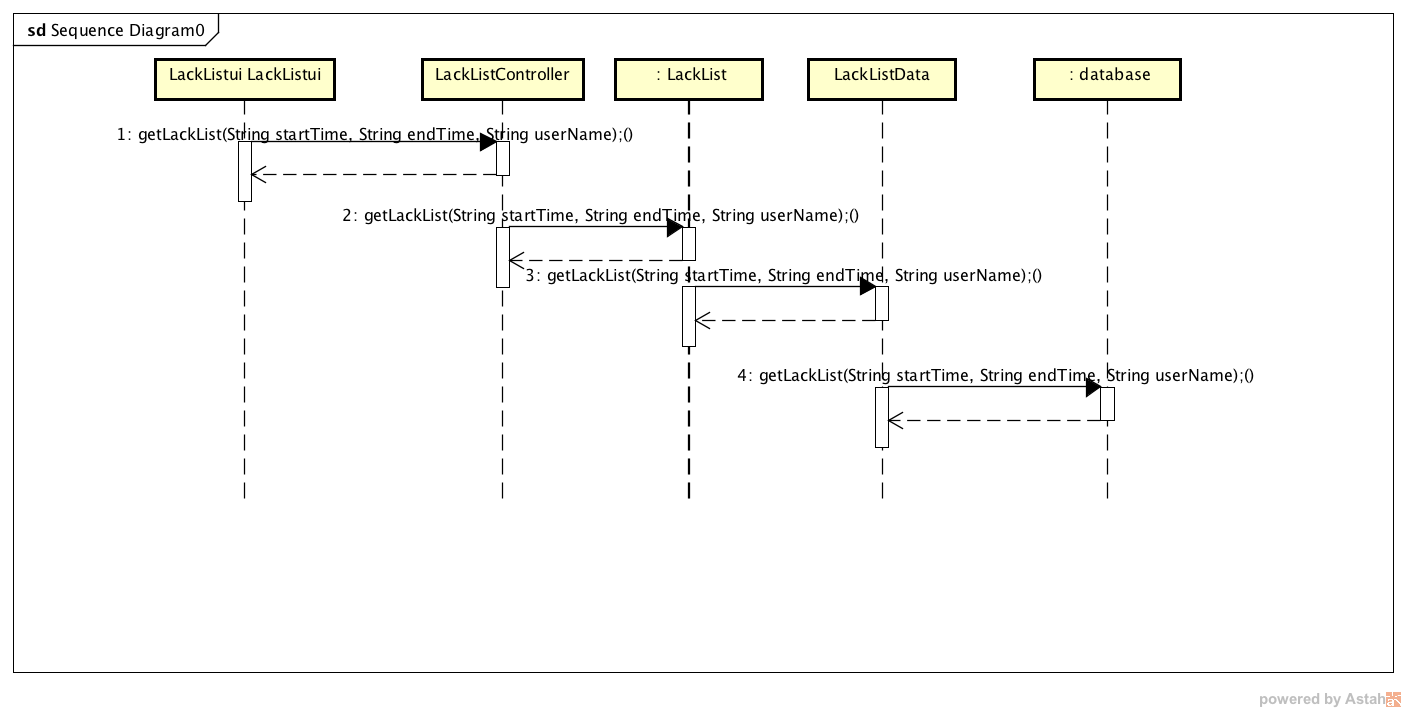 sd Sequence Diagram0
LackListui LackListui
LackListController
: LackList
LackListData
: database
1: getLackList(String startTime, String endTime, String userName);()
2: getLackList(String startTime, String endTime, String userName);()
3: getLackList(String startTime, String endTime, String userName);()
4: getLackList(String startTime, String endTime, String userName);()
powered by Astah